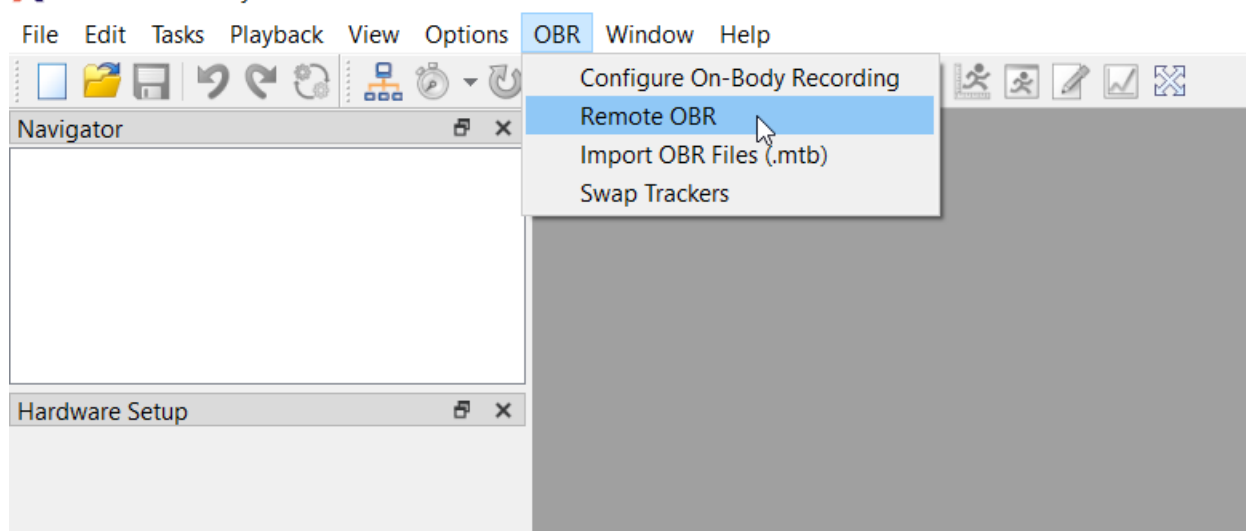 File Edit Tasks Playback View Options OBR Window Help
Configure On-Body Recording
Remote OBR
Import OBR Files (.mtb)
Swap Trackers
Navigator
Hardware Setup